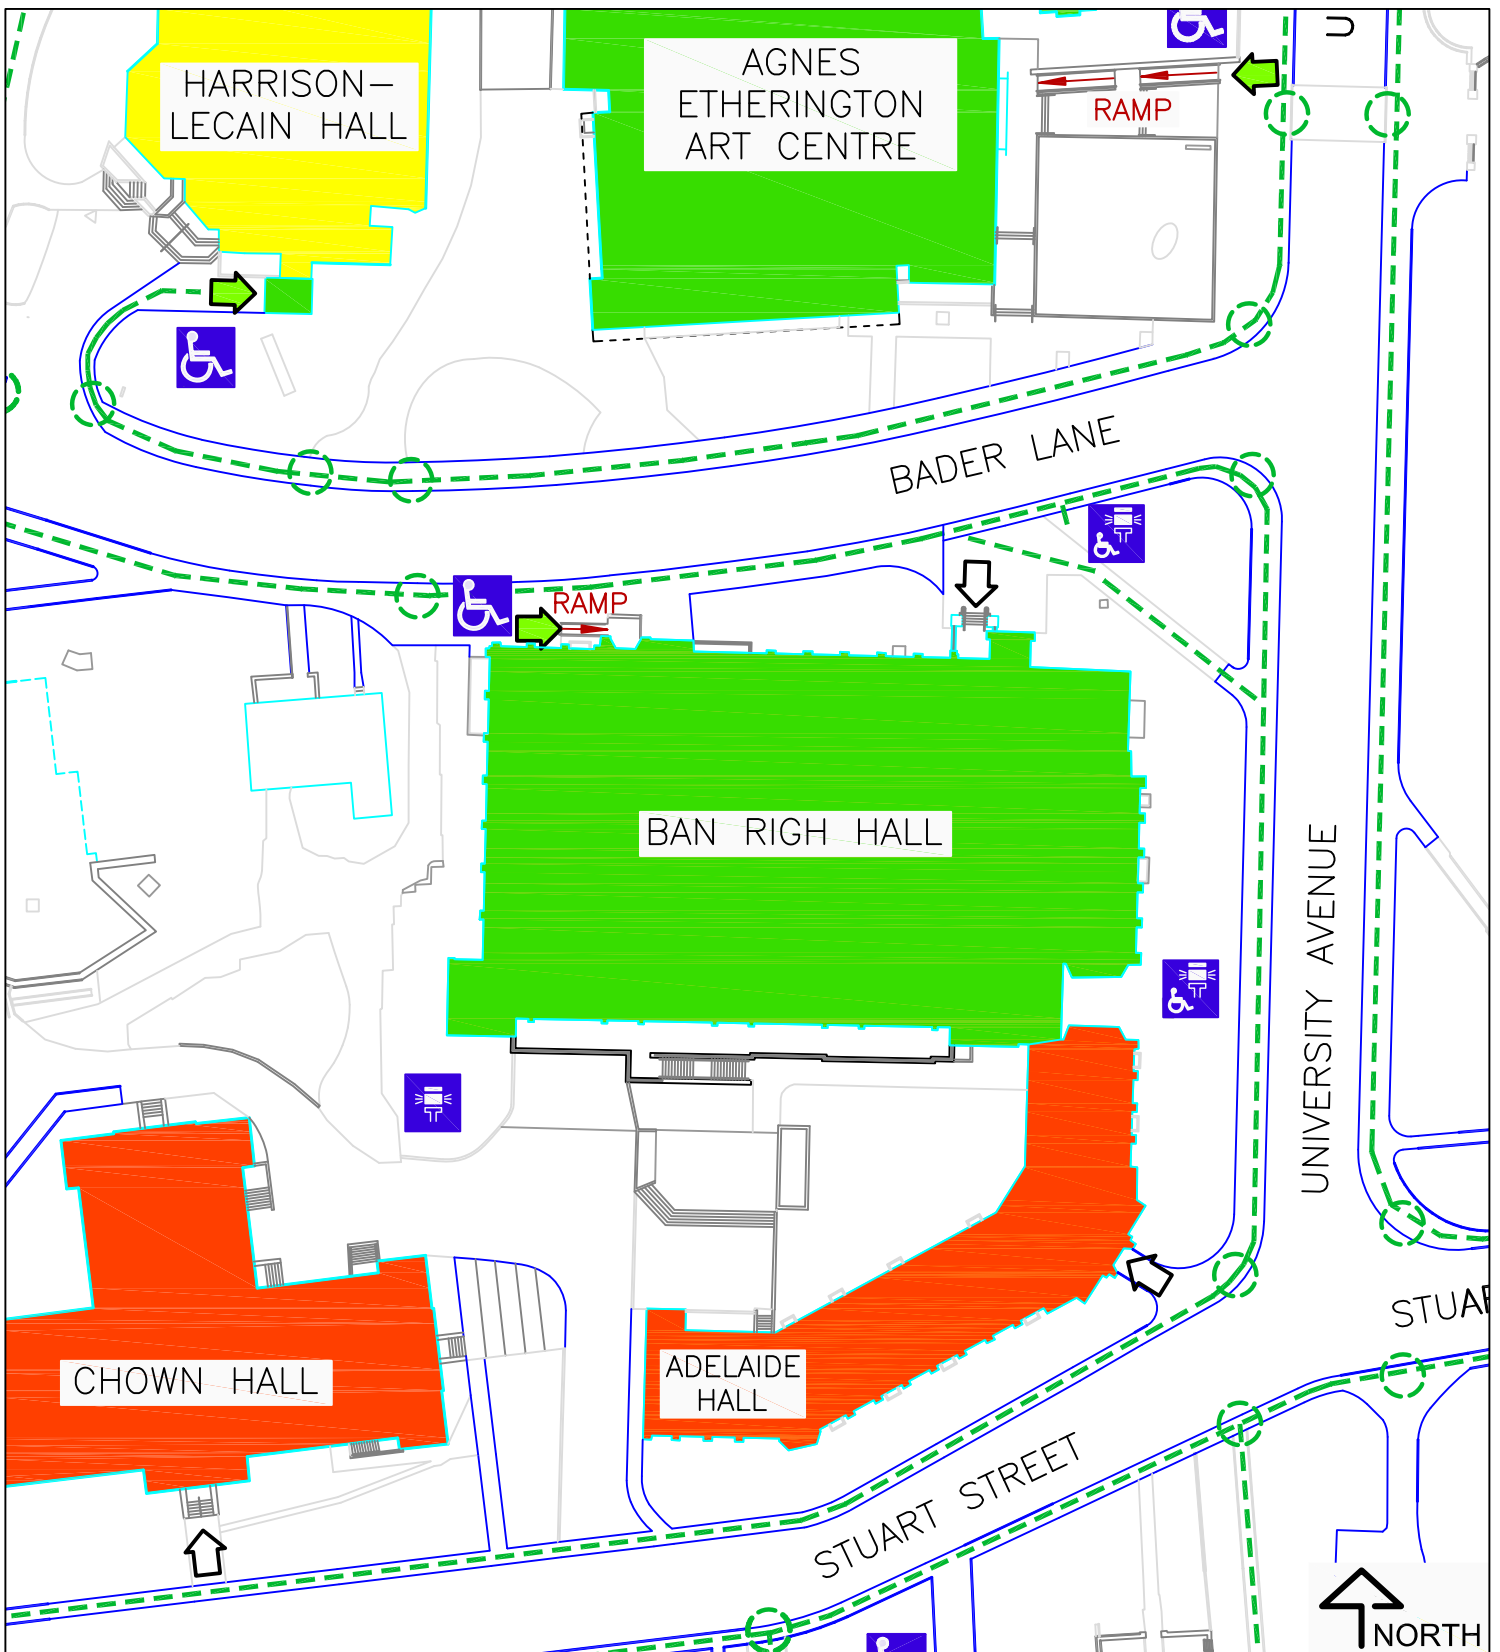 U
HARRISON-
LECAIN HALL
AGNES
ETHERINGTON
ART CENTRE
RAMP
BADER LANE
RAMP
BAN RIGH HALL
UNIVERSITY AVENUE
CHOWN HALL
ADELAIDE
HALL
STUART STREET
STUAR
NORTH